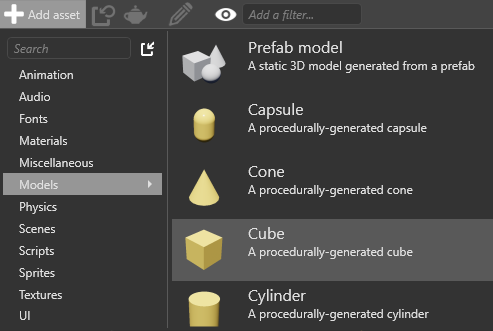 Add asset
Add a filter...
Search
Animation
Audio
Fonts
Materials
Miscellaneous
Models
Physics
Scenes
Scripts
Sprites
Textures
UI
Prefab model
A static 3D model generated from a prefab
Capsule
A procedurally-generated capsule
Cone
A procedurally-generated cone
Cube
A procedurally-generated cube
Cylinder
A procedurally-generated cylinder